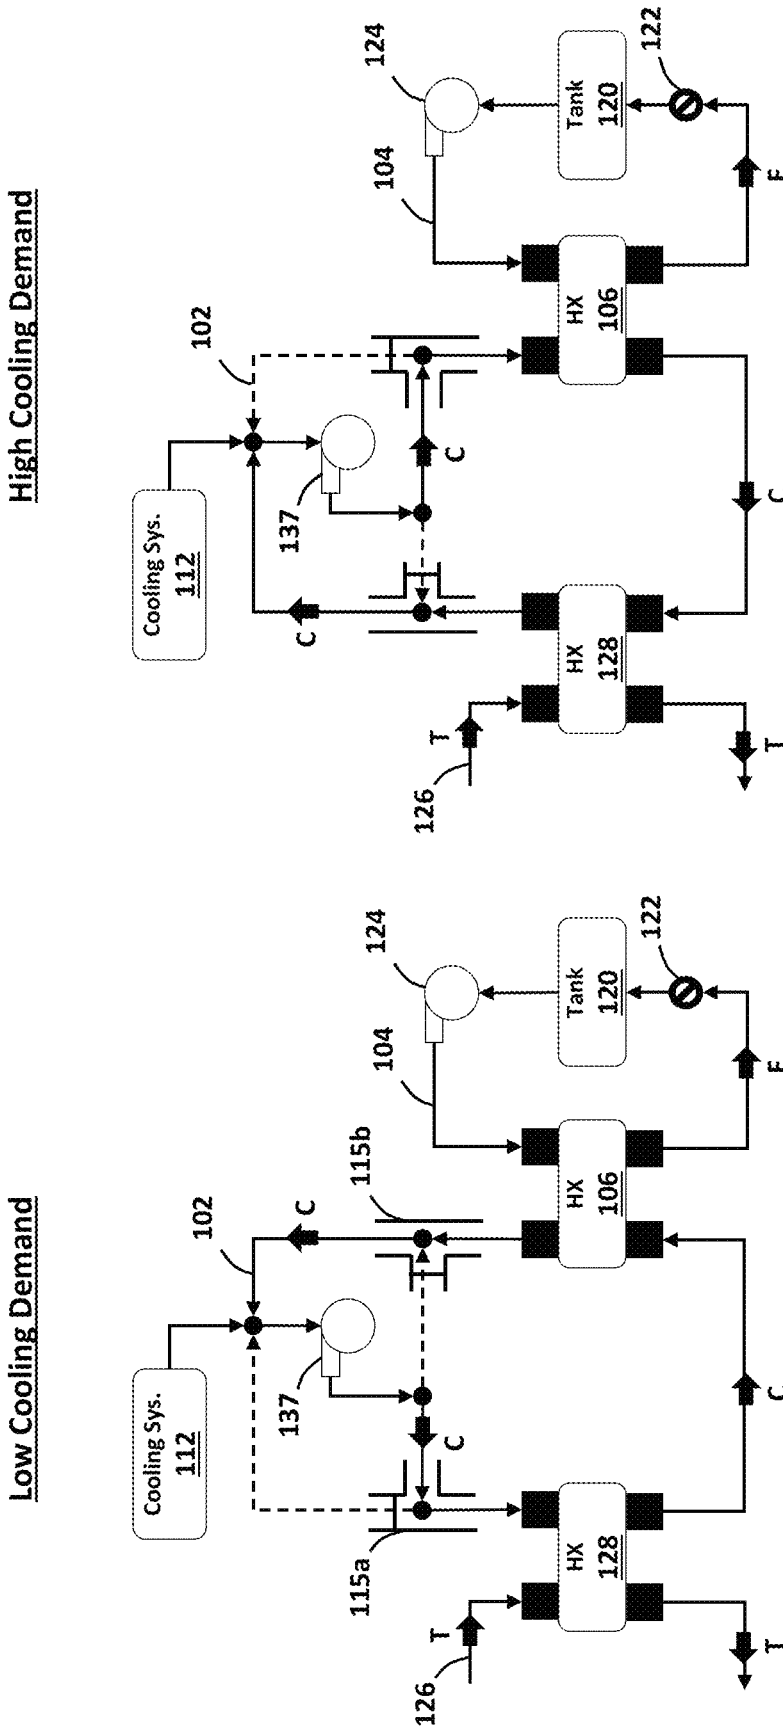 Low Cooling Demand
Cooling Sys.
112
102
C
137
115a
C
115b
104
124
126
T
HX
128
HX
106
Tank
120
122
T
C
High Cooling Demand
Cooling Sys.
112
102
137
C
C
104
124
126
T
HX
128
HX
106
Tank
120
122
T
C